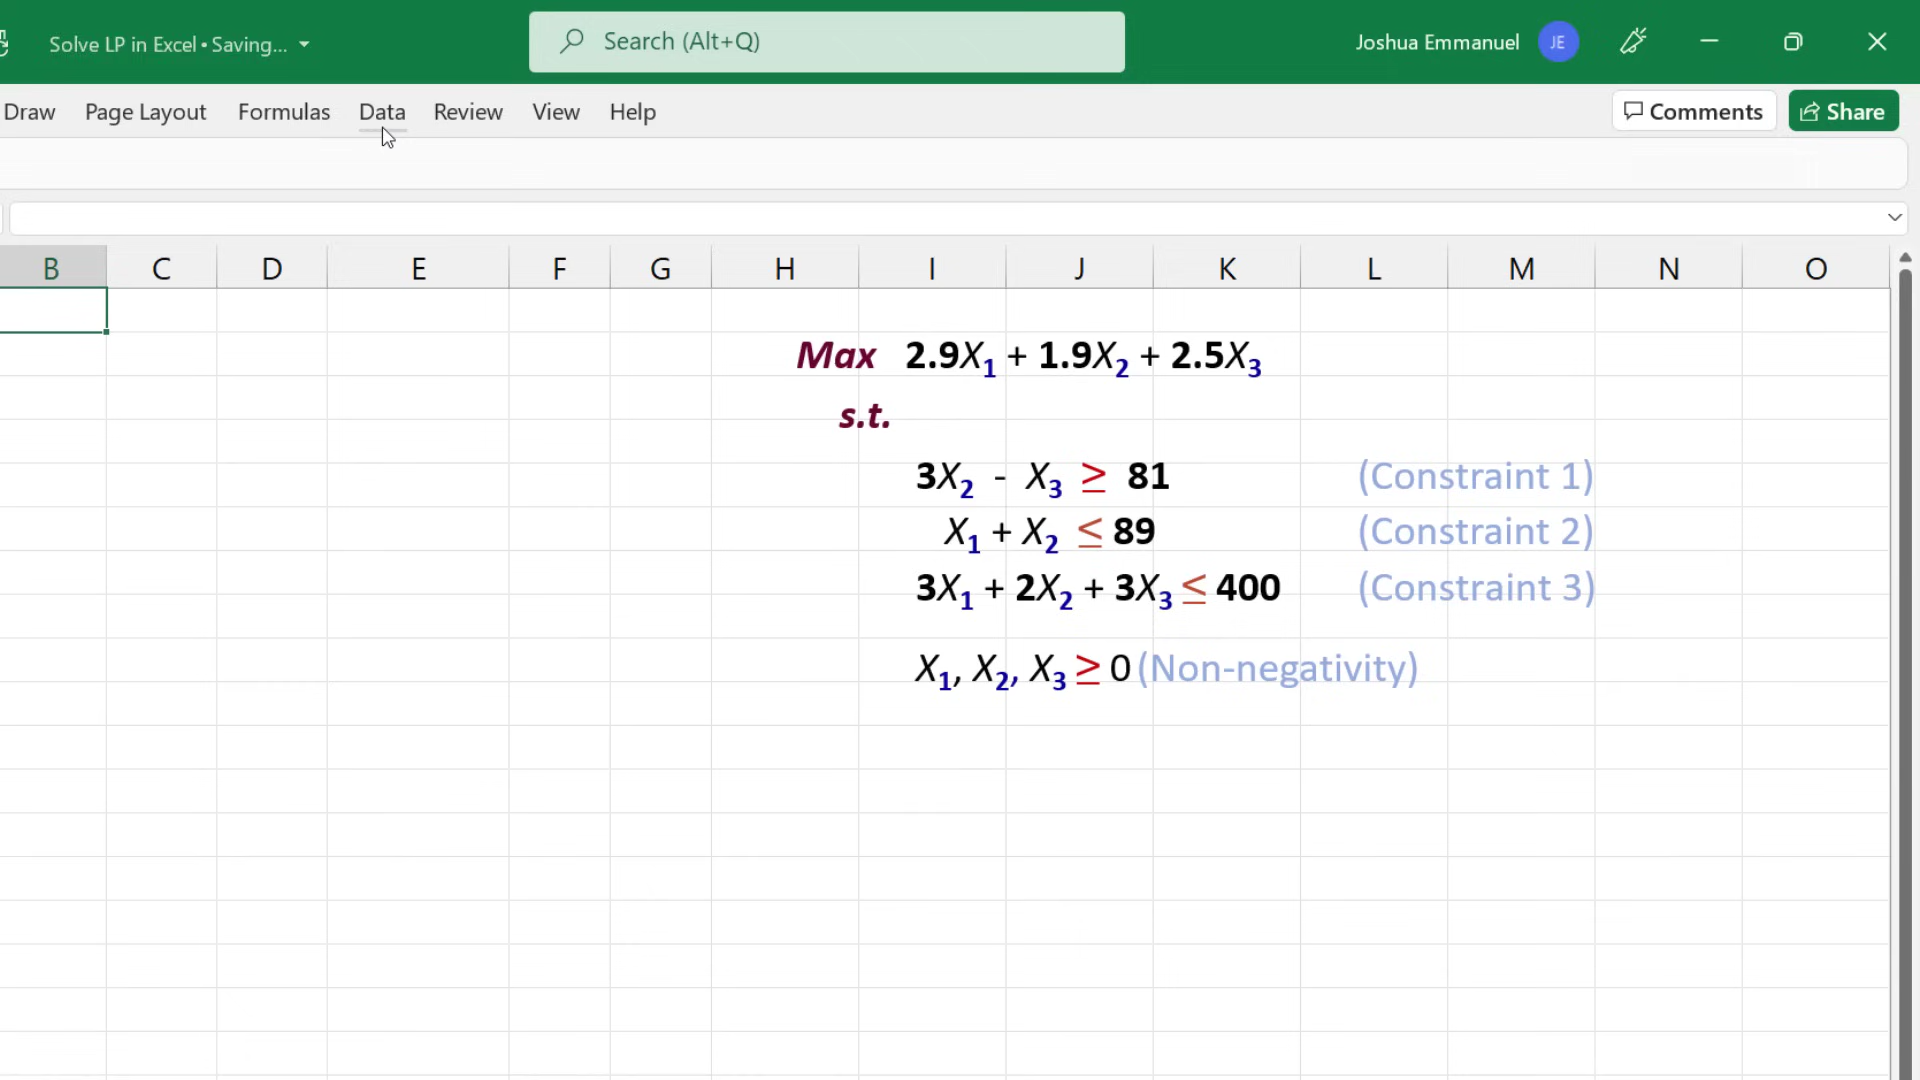 Solve LP in Excel • Saving...
Search (Alt+Q)
Joshua Emmanuel JE
Draw Page Layout Formulas Data Review View Help Comments Share
B C D E F G H I J K L M N O
Max 2.9X₁ + 1.9X₂ + 2.5X₃
s.t.
3X₂ - X₃ ≥ 81 (Constraint 1)
X₁ + X₂ ≤ 89 (Constraint 2)
3X₁ + 2X₂ + 3X₃ ≤ 400 (Constraint 3)
X₁, X₂, X₃ ≥ 0 (Non-negativity)